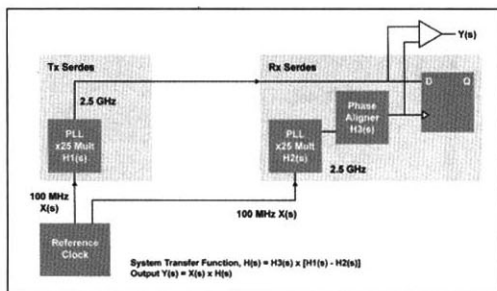 Y(s)
Tx Serdes
Rx Serdes
2.5 GHz
D
Q
Phase
Aligner
H3(s)
PLL
x25 Mult
H1(s)
PLL
x25 Mult
H2(s)
2.5 GHz
100 MHz
X(s)
100 MHz X(s)
Reference
Clock
System Transfer Function, H(s) = H3(s) x [H1(s) - H2(s)]
Output Y(s) = X(s) x H(s)